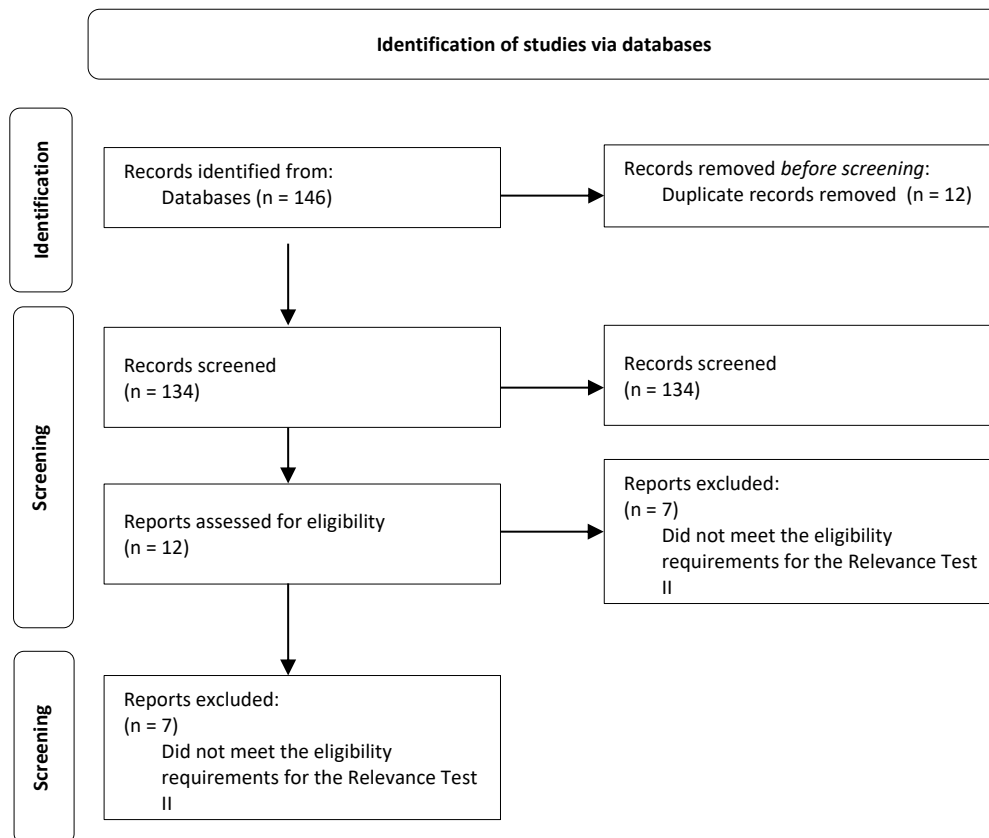 Identification of studies via databases
Identification
Records identified from:
Databases (n = 146)
Records removed before screening:
Duplicate records removed  (n = 12)
Screening
Records screened
(n = 134)
Records screened
(n = 134)
Reports assessed for eligibility
(n = 12)
Reports excluded:
(n = 7)
Did not meet the eligibility
requirements for the Relevance Test
II
Screening
Reports excluded:
(n = 7)
Did not meet the eligibility
requirements for the Relevance Test
II